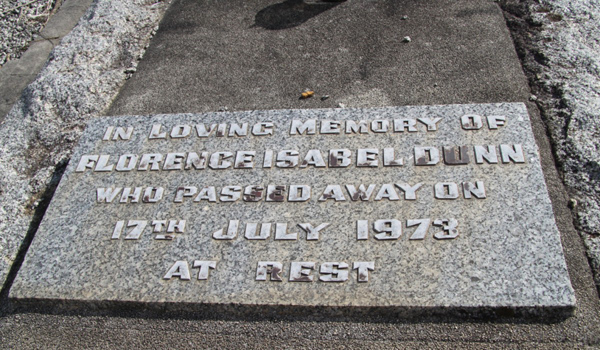 IN LOVING MEMORY OF
FLORENCE ISABEL DUNN
WHO PASSED AWAY ON
17TH JULY 1973
AT REST